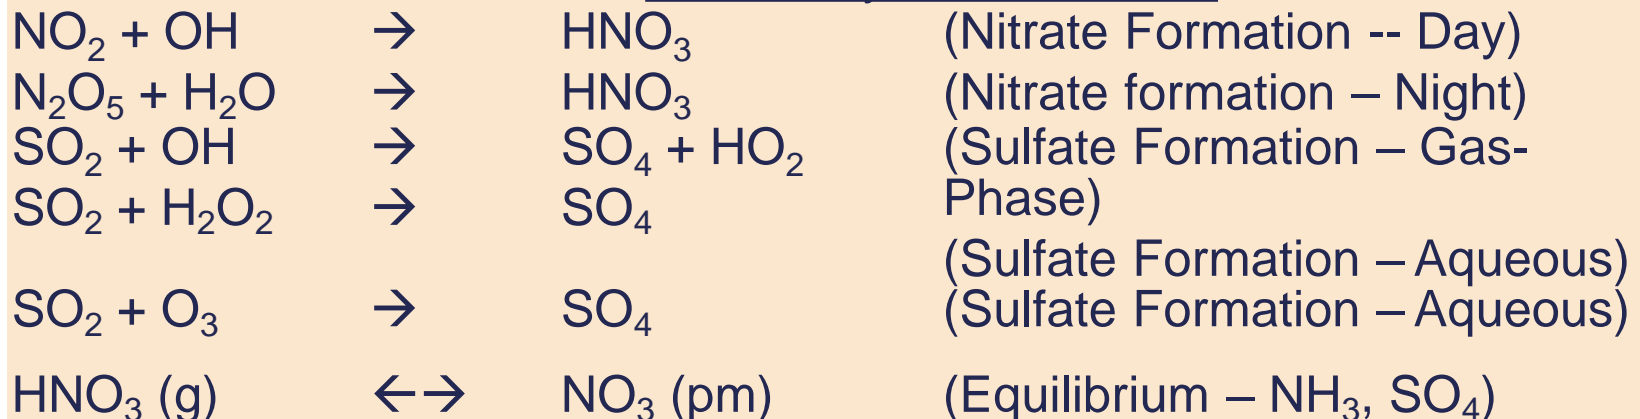 NO₂ + OH → HNO₃ (Nitrate Formation -- Day)
N₂O₅ + H₂O → HNO₃ (Nitrate formation – Night)
SO₂ + OH → SO₄ + HO₂ (Sulfate Formation – Gas-
Phase)
SO₂ + H₂O₂ → SO₄
(Sulfate Formation – Aqueous)
SO₂ + O₃ → SO₄ (Sulfate Formation – Aqueous)
HNO₃ (g) ←→ NO₃ (pm) (Equilibrium – NH₃, SO₄)